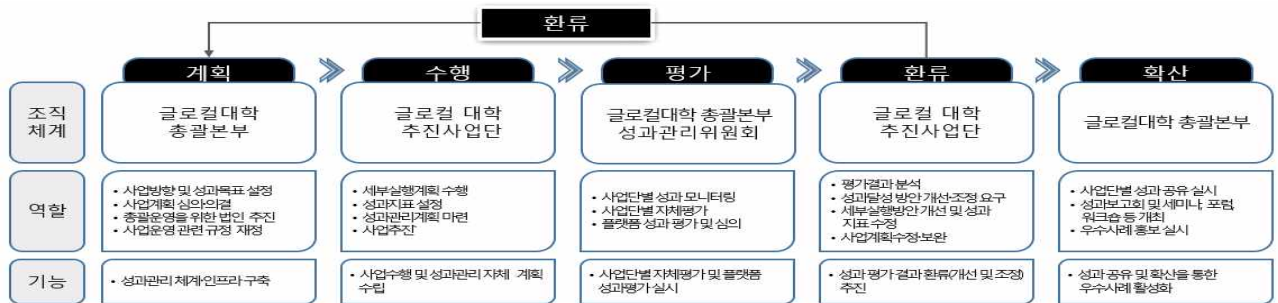 환류
계획
수행
평가
환류
확산
조직
체계
글로컬대학
총괄본부
글로컬 대학
추진사업단
글로컬대학 총괄본부
성과관리위원회
글로컬 대학
추진사업단
글로컬대학 총괄본부
역할
• 사업방향 및 성과목표 설정
• 사업계획 심의·의결
• 총괄운영을 위한 법인 추진
• 사업운영 관련 규정 재정
• 세부실행계획 수행
• 성과지표 설정
• 성과관리계획 마련
• 사업추진
• 사업단별 성과 모니터링
• 사업단별 자체평가
• 플랫폼 성과 평가 및 심의
• 평가결과 분석
• 성과달성 방안 개선·조정 요구
• 세부실행방안 개선 및 성과
지표 수정
• 사업계획수정·보완
• 사업단별 성과 공유 실시
• 성과보고회 및 세미나, 포럼,
워크숍 등 개최
• 우수사례 홍보 실시
기능
• 성과관리 체계·인프라 구축
• 사업수행 및 성과관리 자체 계획
수립
• 사업단별 자체평가 및 플랫폼
성과평가 실시
• 성과 평가 결과 환류(개선 및 조정)
추진
• 성과 공유 및 확산을 통한
우수사례 활성화